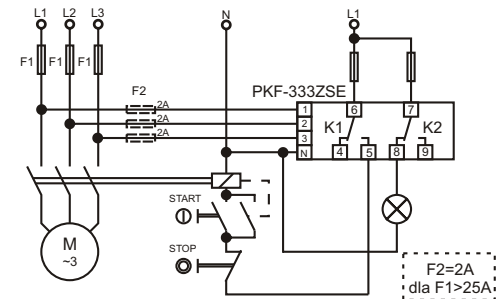 L1 L2 L3 N L1
F1 F1 F1
F2
2A
2A
2A
PKF-333ZSE
1 6 7
2
3 K1 K2
N 4 5 8 9
START
STOP
M
~3
F2=2A
dla F1>25A